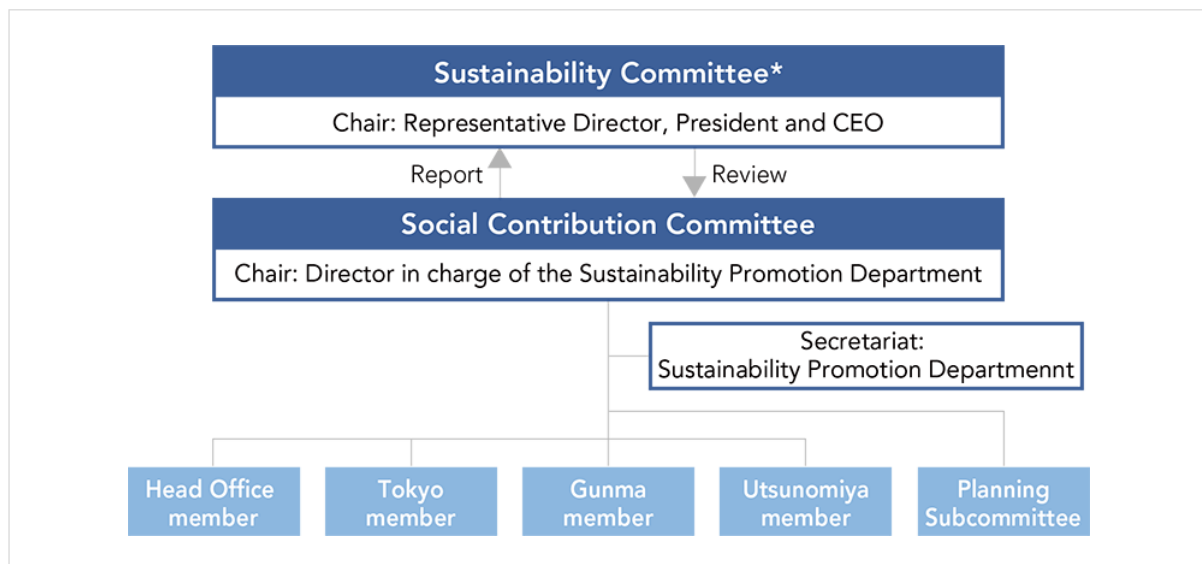 Sustainability Committee*
Chair: Representative Director, President and CEO
Report
Review
Social Contribution Committee
Chair: Director in charge of the Sustainability Promotion Department
Secretariat:
Sustainability Promotion Departmennt
Head Office
member
Tokyo
member
Gunma
member
Utsunomiya
member
Planning
Subcommittee